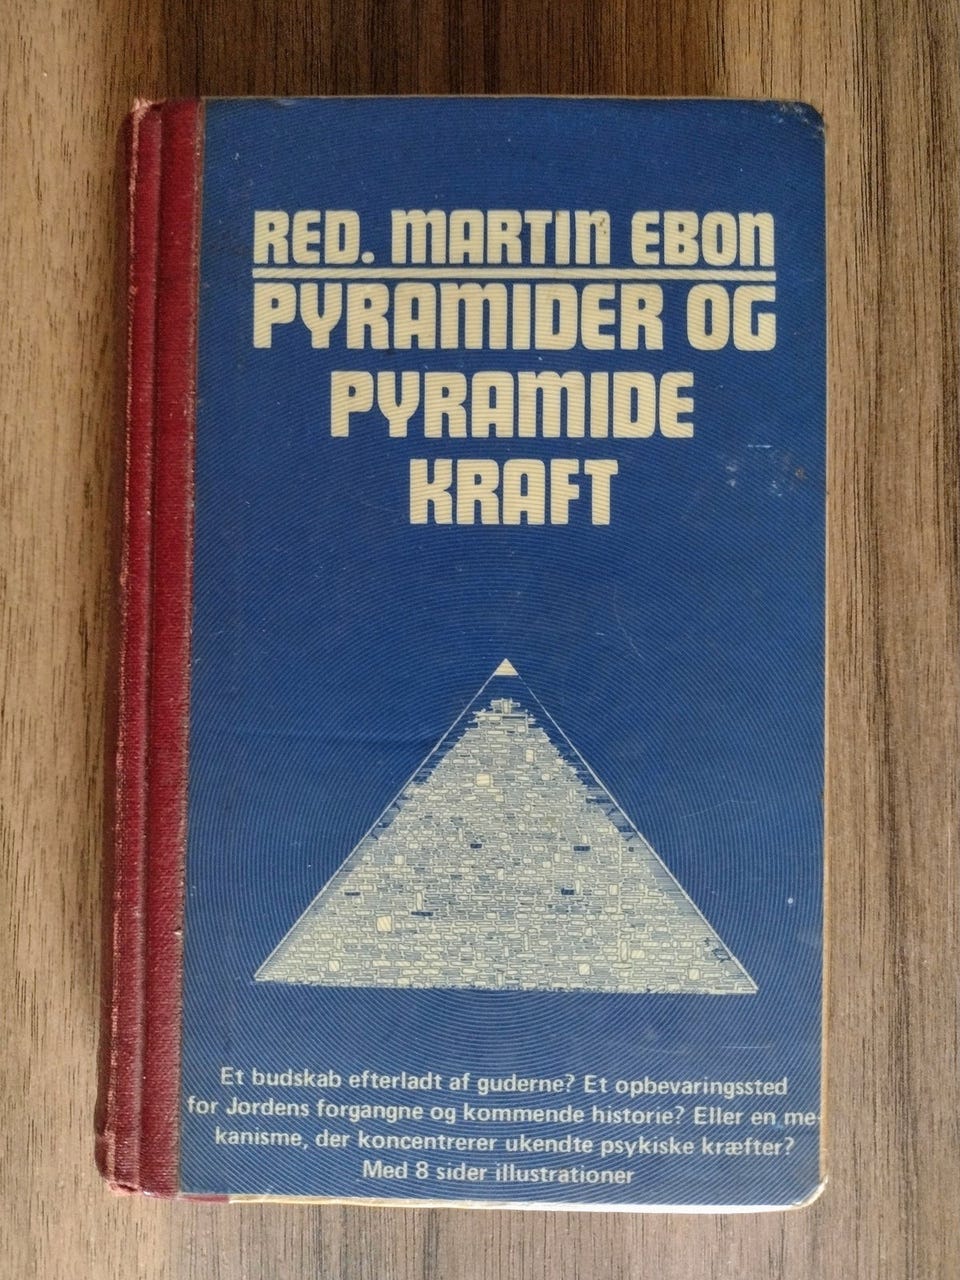 RED. MARTIN EBON
PYRAMIDER OG
PYRAMIDE
KRAFT
Et budskab efterladt af guderne? Et opbevaringssted
for Jordens forgangne og kommende historie? Eller en me-
kanisme, der koncentrerer ukendte psykiske kræfter?
Med 8 sider illustrationer